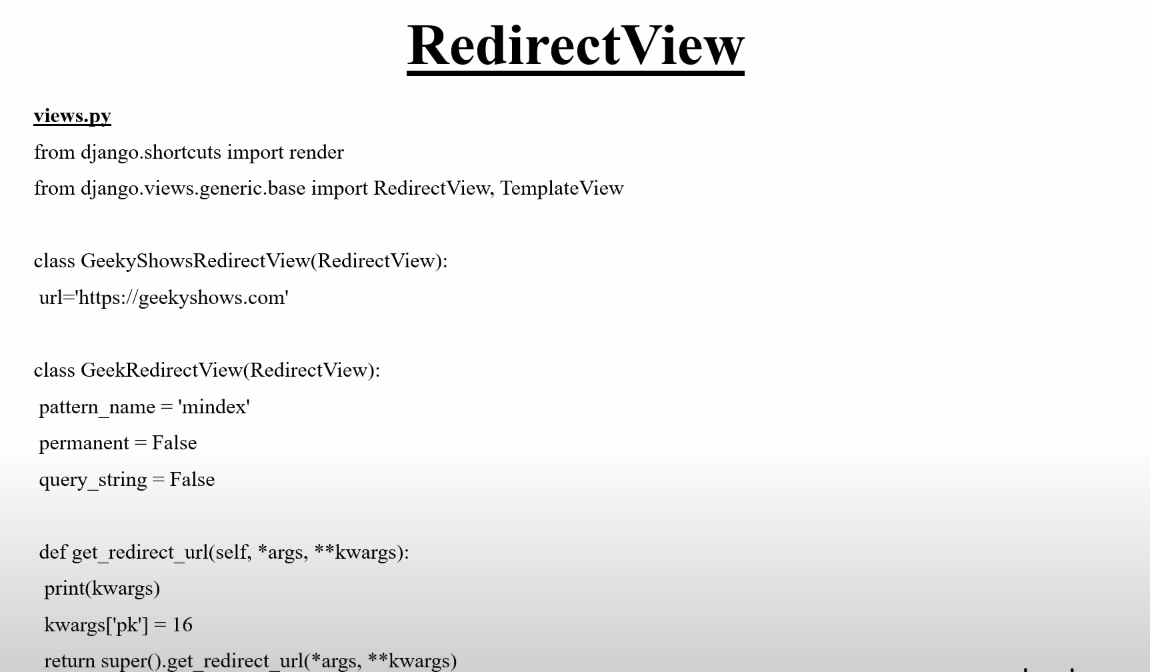 RedirectView
views.py
from django.shortcuts import render
from django.views.generic.base import RedirectView, TemplateView
class GeekyShowsRedirectView(RedirectView):
url='https://geekyshows.com'
class GeekRedirectView(RedirectView):
pattern_name = 'mindex'
permanent = False
query_string = False
def get_redirect_url(self, *args, **kwargs):
print(kwargs)
kwargs['pk'] = 16
return super().get_redirect_url(*args, **kwargs)